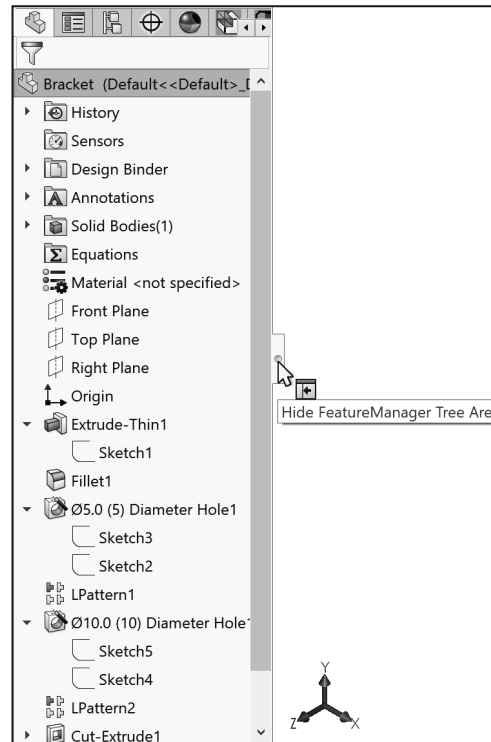 Bracket (Default<<Default>_D
History
Sensors
Design Binder
Annotations
Solid Bodies(1)
Equations
Material <not specified>
Front Plane
Top Plane
Right Plane
Origin
Hide FeatureManager Tree Are
Extrude-Thin1
Sketch1
Fillet1
Ø5.0 (5) Diameter Hole1
Sketch3
Sketch2
LPattern1
Ø10.0 (10) Diameter Hole1
Sketch5
Sketch4
LPattern2
Cut-Extrude1
Y
Z X